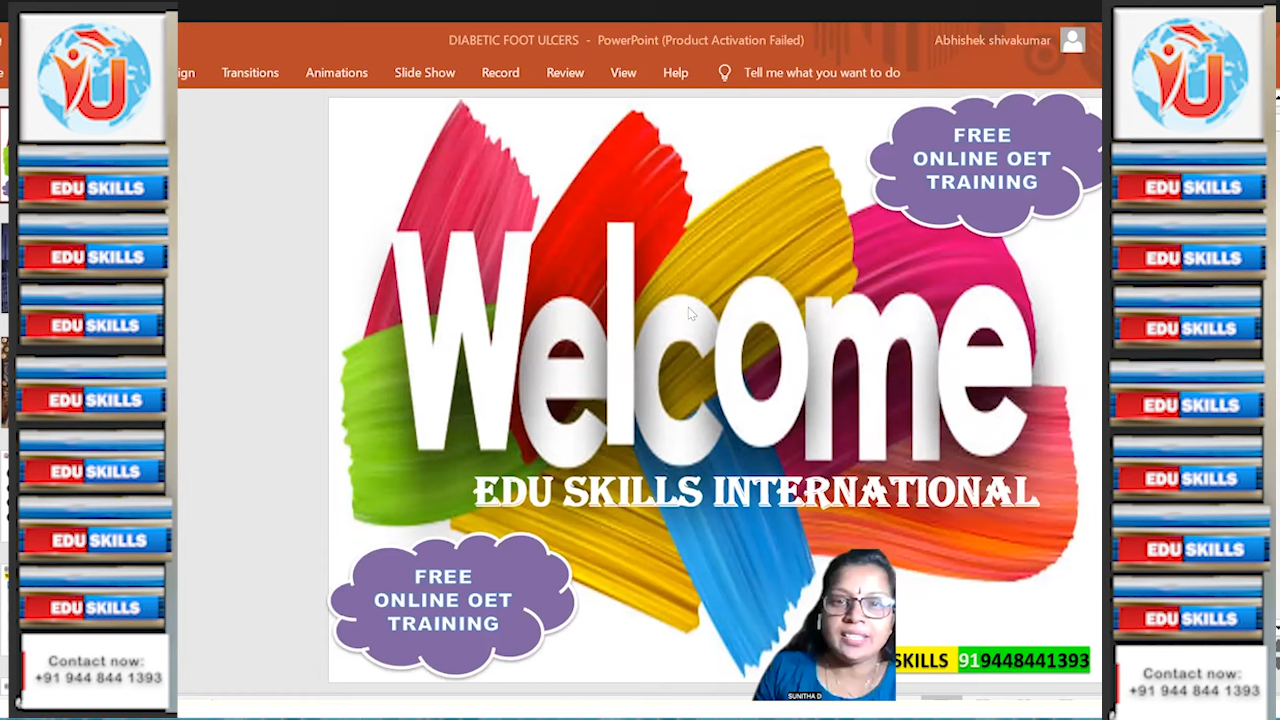 DIABETIC FOOT ULCERS - PowerPoint (Product Activation Failed)
Abhishek shivakumar
Transitions Animations Slide Show Record Review View Help Tell me what you want to do
FREE
ONLINE OET
TRAINING
Welcome
EDU SKILLS INTERNATIONAL
FREE
ONLINE OET
TRAINING
SKILLS 919448441393
SUNITHA D
U
EDU SKILLS
EDU SKILLS
EDU SKILLS
EDU SKILLS
EDU SKILLS
EDU SKILLS
EDU SKILLS
Contact now:
+91 944 844 1393
U
EDU SKILLS
EDU SKILLS
EDU SKILLS
EDU SKILLS
EDU SKILLS
EDU SKILLS
EDU SKILLS
Contact now:
+91 944 844 1393